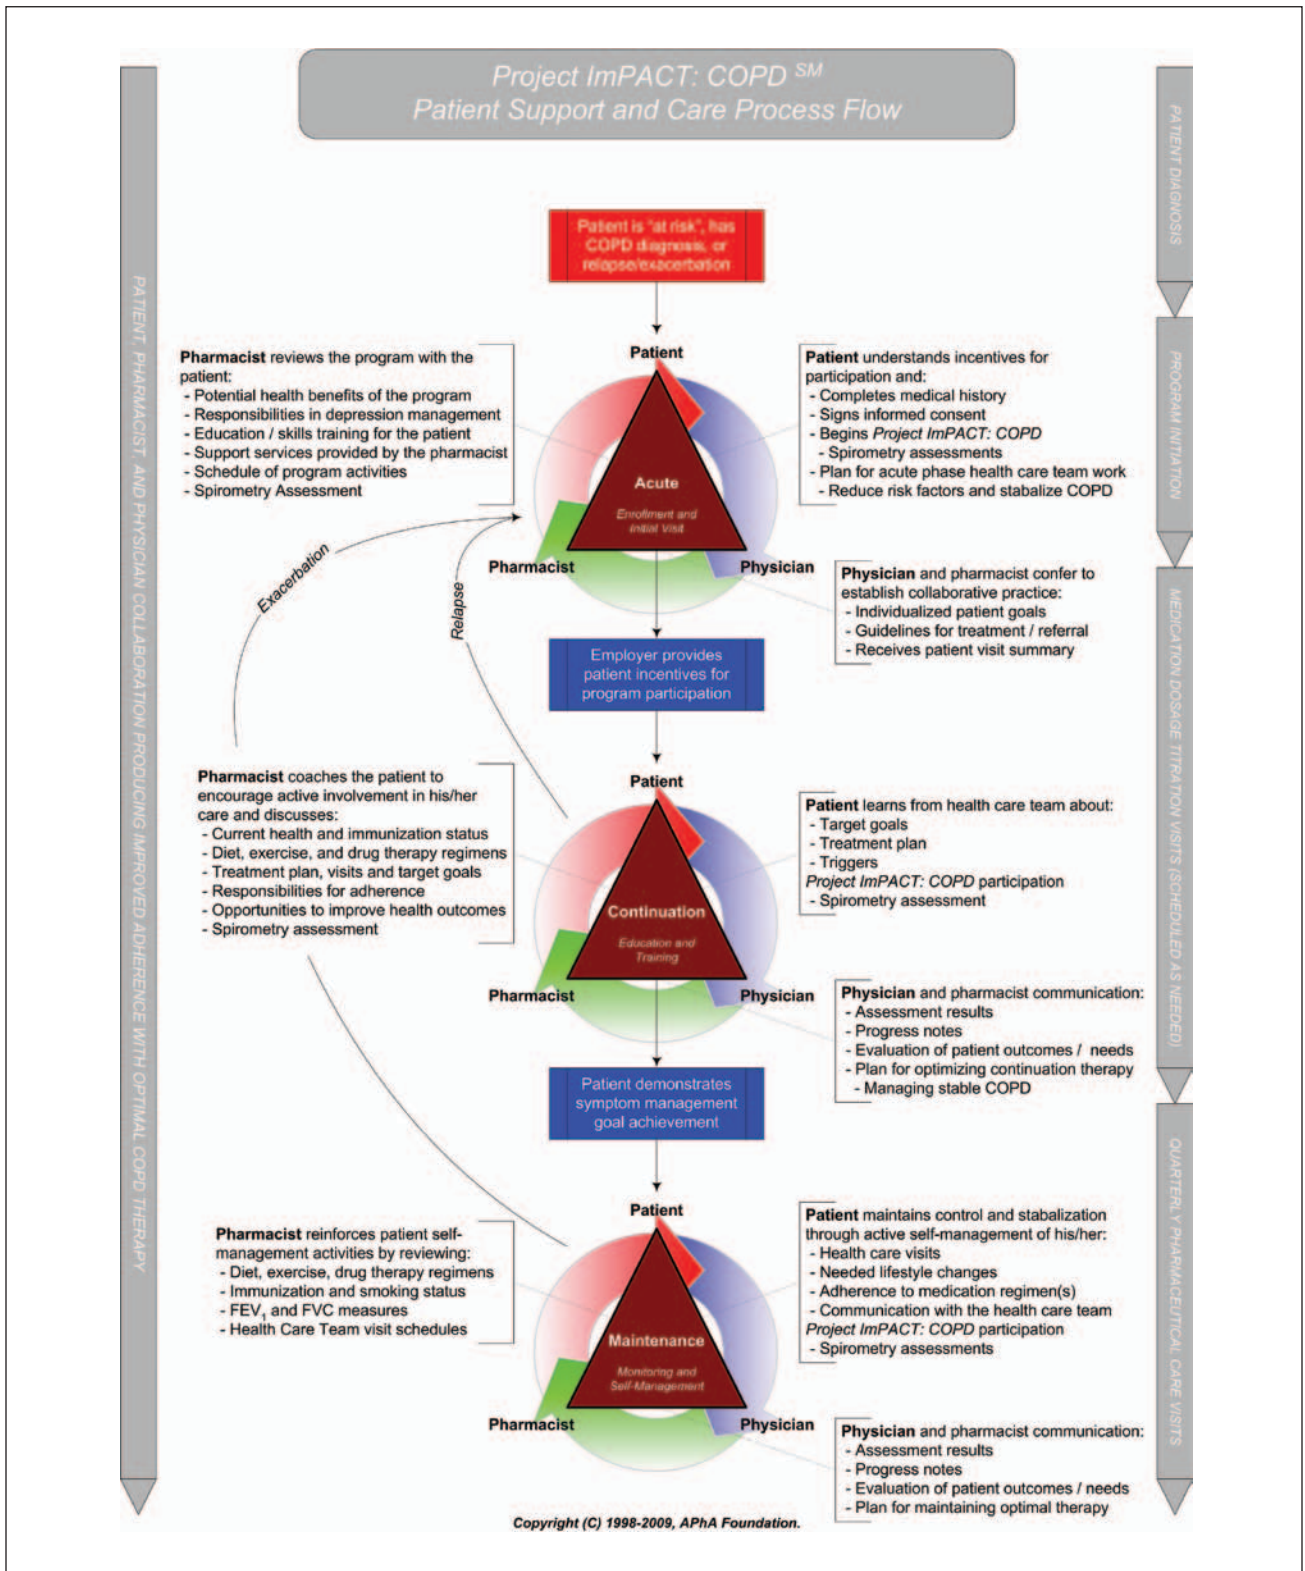 Project ImPACT: COPD SM
Patient Support and Care Process Flow
PATIENT, PHARMACIST, AND PHYSICIAN COLLABORATION PRODUCING IMPROVED ADHERENCE WITH OPTIMAL COPD THERAPY
PATIENT DIAGNOSIS
PROGRAM INITIATION
MEDICATION DOSAGE TITRATION VISITS (SCHEDULED AS NEEDED)
QUARTERLY PHARMACEUTICAL CARE VISITS
Patient is "at risk", has
COPD diagnosis, or
relapse/exacerbation
Patient
Pharmacist reviews the program with the
patient:
- Potential health benefits of the program
- Responsibilities in depression management
- Education / skills training for the patient
- Support services provided by the pharmacist
- Schedule of program activities
- Spirometry Assessment
Patient understands incentives for
participation and:
- Completes medical history
- Signs informed consent
- Begins Project ImPACT: COPD
- Spirometry assessments
- Plan for acute phase health care team work
- Reduce risk factors and stabalize COPD
Acute
Enrollment and
Initial Visit
Pharmacist
Physician
Physician and pharmacist confer to
establish collaborative practice:
- Individualized patient goals
- Guidelines for treatment / referral
- Receives patient visit summary
Exacerbation
Relapse
Employer provides
patient incentives for
program participation
Patient
Pharmacist coaches the patient to
encourage active involvement in his/her
care and discusses:
- Current health and immunization status
- Diet, exercise, and drug therapy regimens
- Treatment plan, visits and target goals
- Responsibilities for adherence
- Opportunities to improve health outcomes
- Spirometry assessment
Patient learns from health care team about:
- Target goals
- Treatment plan
- Triggers
Project ImPACT: COPD participation
- Spirometry assessment
Continuation
Education and
Training
Pharmacist
Physician
Physician and pharmacist communication:
- Assessment results
- Progress notes
- Evaluation of patient outcomes / needs
- Plan for optimizing continuation therapy
- Managing stable COPD
Patient demonstrates
symptom management
goal achievement
Patient
Pharmacist reinforces patient self-
management activities by reviewing:
- Diet, exercise, drug therapy regimens
- Immunization and smoking status
- FEV1 and FVC measures
- Health Care Team visit schedules
Patient maintains control and stabalization
through active self-management of his/her:
- Health care visits
- Needed lifestyle changes
- Adherence to medication regimen(s)
- Communication with the health care team
Project ImPACT: COPD participation
- Spirometry assessments
Maintenance
Monitoring and
Self-Management
Pharmacist
Physician
Physician and pharmacist communication:
- Assessment results
- Progress notes
- Evaluation of patient outcomes / needs
- Plan for maintaining optimal therapy
Copyright (C) 1998-2009, APhA Foundation.